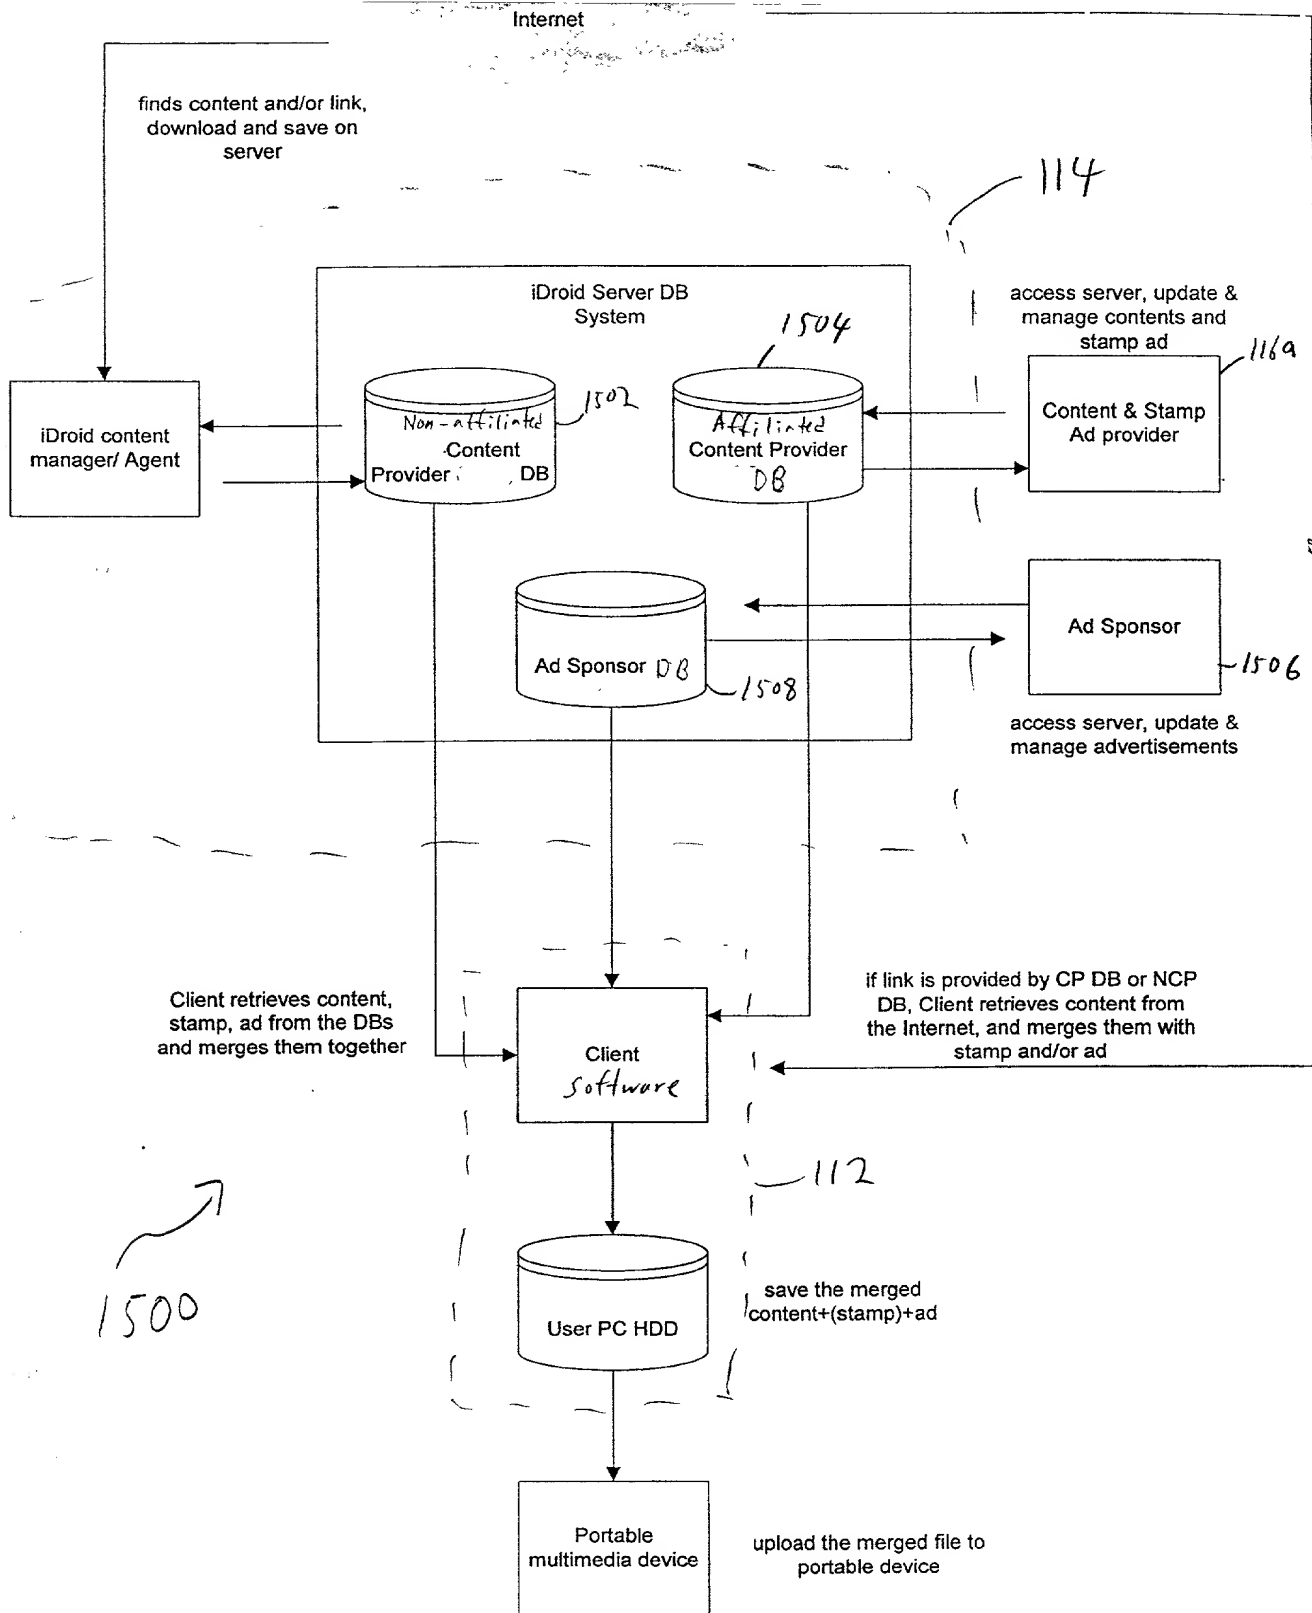 Internet
finds content and/or link,
download and save on
server
114
iDroid Server DB
System
1504
access server, update &
manage contents and
stamp ad
116a
1502
iDroid content
manager/ Agent
Non-affiliated
Content
Provider DB
Affiliated
Content Provider
DB
Content & Stamp
Ad provider
Ad Sponsor DB
1508
Ad Sponsor
1506
access server, update &
manage advertisements
Client retrieves content,
stamp, ad from the DBs
and merges them together
Client
software
if link is provided by CP DB or NCP
DB, Client retrieves content from
the Internet, and merges them with
stamp and/or ad
112
1500
User PC HDD
save the merged
content+(stamp)+ad
Portable
multimedia device
upload the merged file to
portable device